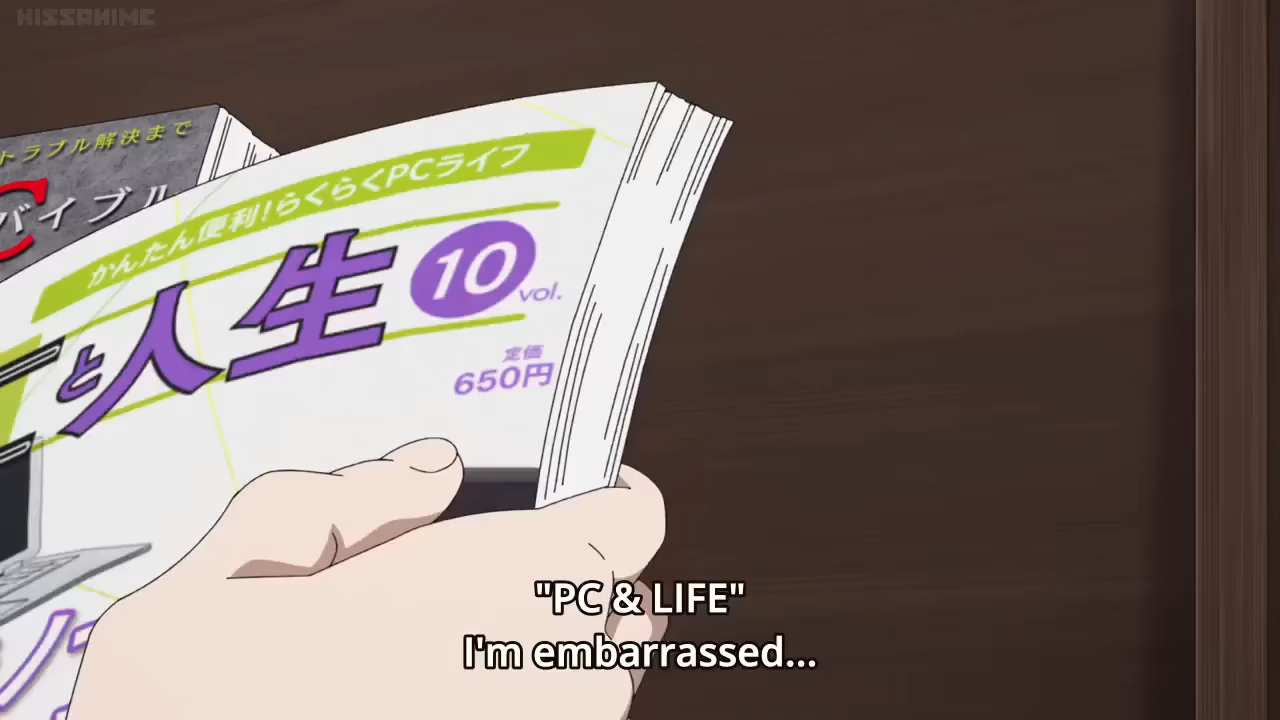 KISSANIME
トラブル解決まで
C
バイブル
かんたん便利!らくらくPCライフ
と人生
10
vol.
定価
650円
"PC & LIFE"
I'm embarrassed...